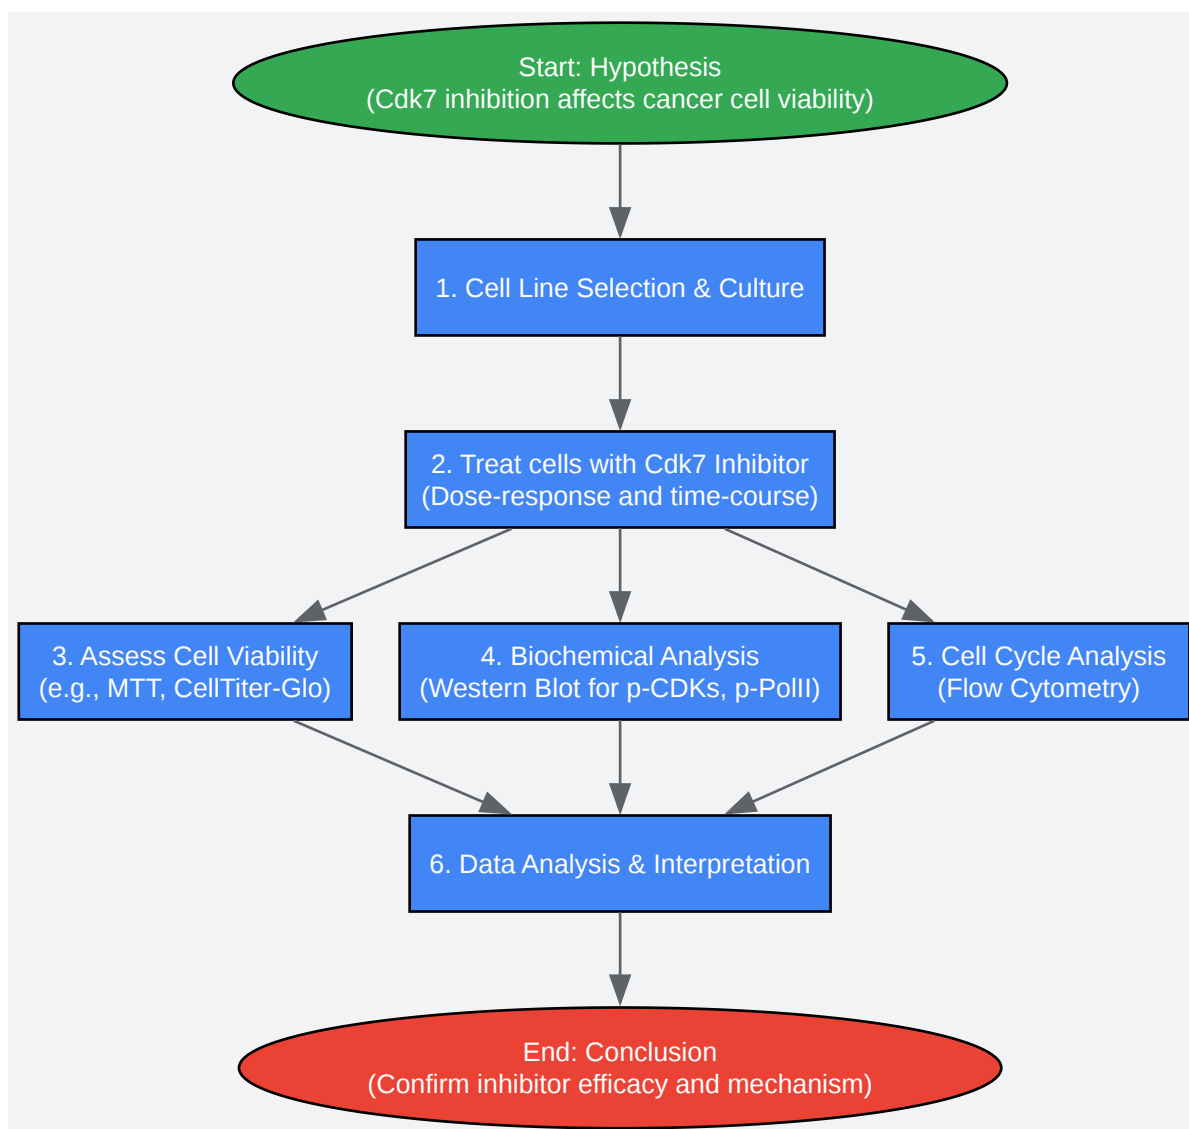 Start: Hypothesis
(Cdk7 inhibition affects cancer cell viability)
1. Cell Line Selection & Culture
2. Treat cells with Cdk7 Inhibitor
(Dose-response and time-course)
3. Assess Cell Viability
(e.g., MTT, CellTiter-Glo)
4. Biochemical Analysis
(Western Blot for p-CDKs, p-PolII)
5. Cell Cycle Analysis
(Flow Cytometry)
6. Data Analysis & Interpretation
End: Conclusion
(Confirm inhibitor efficacy and mechanism)